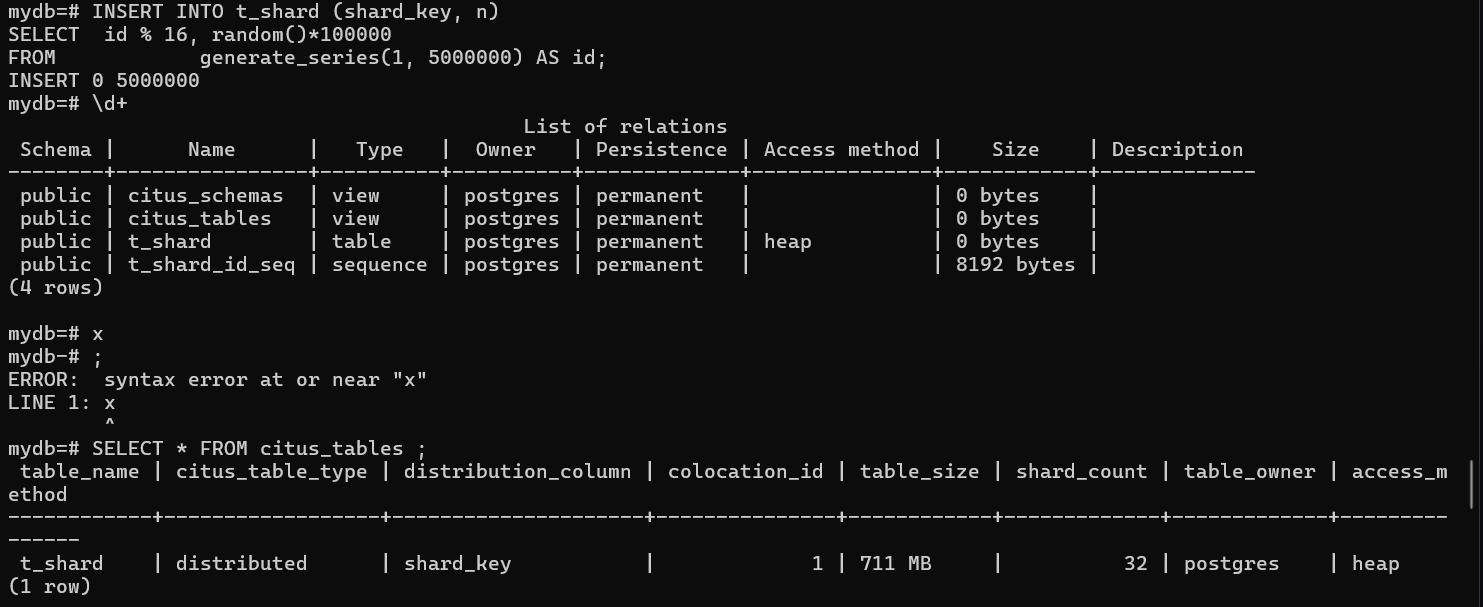 mydb=# INSERT INTO t_shard (shard_key, n)
SELECT  id % 16, random()*100000
FROM            generate_series(1, 5000000) AS id;
INSERT 0 5000000
mydb=# \d+
                                           List of relations
 Schema |      Name       |   Type   |  Owner   | Persistence | Access method |    Size    | Description
--------+-----------------+----------+----------+-------------+---------------+------------+-------------
 public | citus_schemas   | view     | postgres | permanent   |               | 0 bytes    |
 public | citus_tables    | view     | postgres | permanent   |               | 0 bytes    |
 public | t_shard         | table    | postgres | permanent   | heap          | 0 bytes    |
 public | t_shard_id_seq  | sequence | postgres | permanent   |               | 8192 bytes |
(4 rows)

mydb=# x
mydb-# ;
ERROR:  syntax error at or near "x"
LINE 1: x
        ^
mydb=# SELECT * FROM citus_tables ;
 table_name | citus_table_type | distribution_column | colocation_id | table_size | shard_count | table_owner | access_m
ethod
------------+------------------+---------------------+---------------+------------+-------------+-------------+---------
------
 t_shard    | distributed      | shard_key           |             1 | 711 MB     |          32 | postgres    | heap
(1 row)